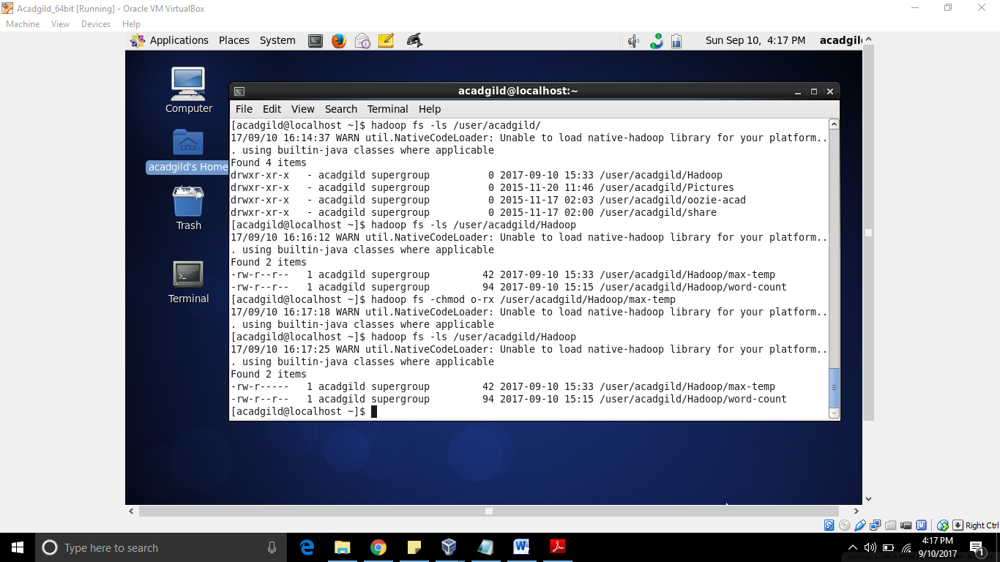 Acadgild_64bit [Running] - Oracle VM VirtualBox
Machine View Devices Help
Applications Places System Sun Sep 10, 4:17 PM
Computer
acadgild's Home
Trash
Terminal
acadgild@localhost:~
File Edit View Search Terminal Help
[acadgild@localhost ~]$ hadoop fs -ls /user/acadgild/
17/09/10 16:14:37 WARN util.NativeCodeLoader: Unable to load native-hadoop library for your platform..
. using builtin-java classes where applicable
Found 4 items
drwxr-xr-x   - acadgild supergroup          0 2017-09-10 15:33 /user/acadgild/Hadoop
drwxr-xr-x   - acadgild supergroup          0 2015-11-20 11:46 /user/acadgild/Pictures
drwxr-xr-x   - acadgild supergroup          0 2015-11-17 02:03 /user/acadgild/oozie-acad
drwxr-xr-x   - acadgild supergroup          0 2015-11-17 02:00 /user/acadgild/share
[acadgild@localhost ~]$ hadoop fs -ls /user/acadgild/Hadoop
17/09/10 16:16:12 WARN util.NativeCodeLoader: Unable to load native-hadoop library for your platform..
. using builtin-java classes where applicable
Found 2 items
-rw-r--r--   1 acadgild supergroup         42 2017-09-10 15:33 /user/acadgild/Hadoop/max-temp
-rw-r--r--   1 acadgild supergroup         94 2017-09-10 15:15 /user/acadgild/Hadoop/word-count
[acadgild@localhost ~]$ hadoop fs -chmod o-rx /user/acadgild/Hadoop/max-temp
17/09/10 16:17:18 WARN util.NativeCodeLoader: Unable to load native-hadoop library for your platform..
. using builtin-java classes where applicable
[acadgild@localhost ~]$ hadoop fs -ls /user/acadgild/Hadoop
17/09/10 16:17:25 WARN util.NativeCodeLoader: Unable to load native-hadoop library for your platform..
. using builtin-java classes where applicable
Found 2 items
-rw-r-----   1 acadgild supergroup         42 2017-09-10 15:33 /user/acadgild/Hadoop/max-temp
-rw-r--r--   1 acadgild supergroup         94 2017-09-10 15:15 /user/acadgild/Hadoop/word-count
[acadgild@localhost ~]$
Right Ctrl
Type here to search
4:17 PM
9/10/2017
1